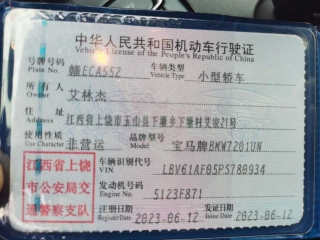 中华人民共和国机动车行驶证
Vehicle License of the People's Republic of China
号牌号码 赣ECA552 车辆类型 小型轿车
Plate No. Vehicle Type
所有人 艾林杰
Owner
住址 江西省上饶市玉山县下塘乡下塘村艾家21号
Address
使用性质 非营运 品牌型号 宝马牌BMW7201UN
Use Character Model
江西省上饶
市公安局交
通警察支队
车辆识别代号 LBV61AF05PS780934
VIN
发动机号码 5123F871
Engine No.
注册日期 2023-06-12 发证日期 2023-06-12
Register Date Issue Date